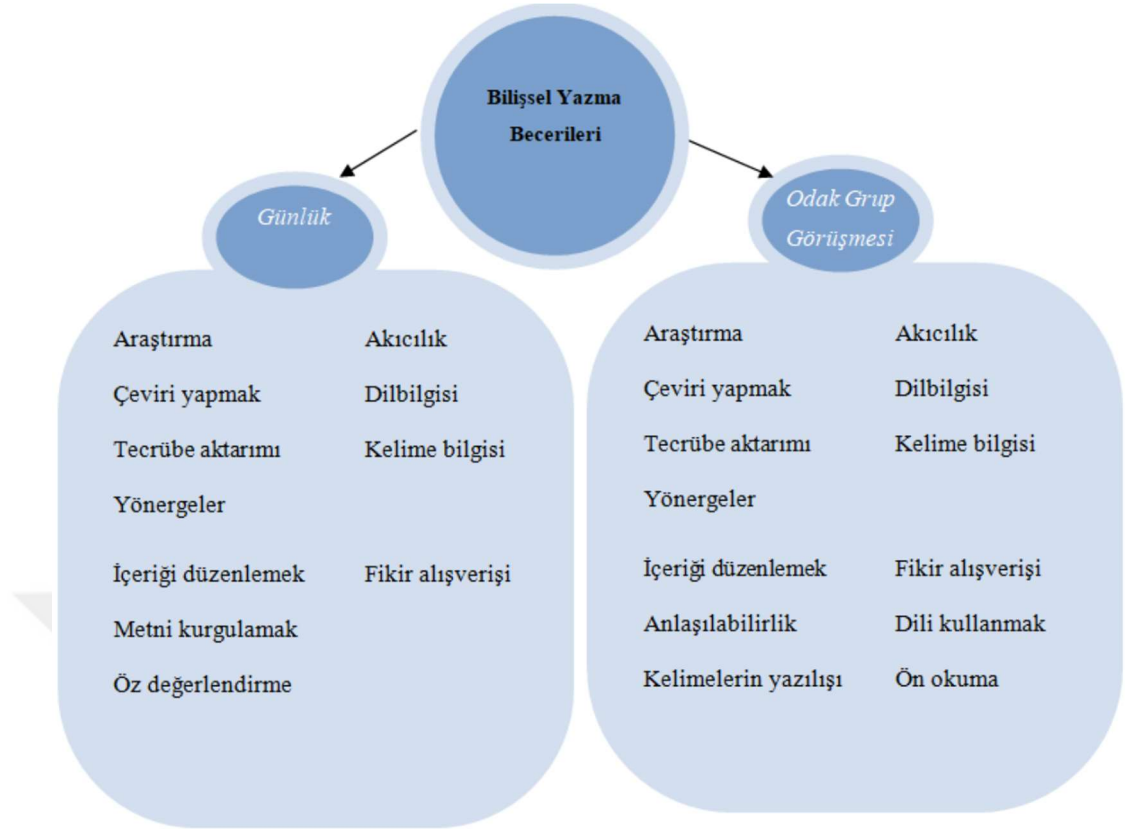 Bilişsel Yazma
Becerileri
Günlük
Odak Grup
Görüşmesi
Araştırma Akıcılık
Çeviri yapmak Dilbilgisi
Tecrübe aktarımı Kelime bilgisi
Yönergeler
İçeriği düzenlemek Fikir alışverişi
Metni kurgulamak
Öz değerlendirme
Araştırma Akıcılık
Çeviri yapmak Dilbilgisi
Tecrübe aktarımı Kelime bilgisi
Yönergeler
İçeriği düzenlemek Fikir alışverişi
Anlaşılabilirlik Dili kullanmak
Kelimelerin yazılışı Ön okuma